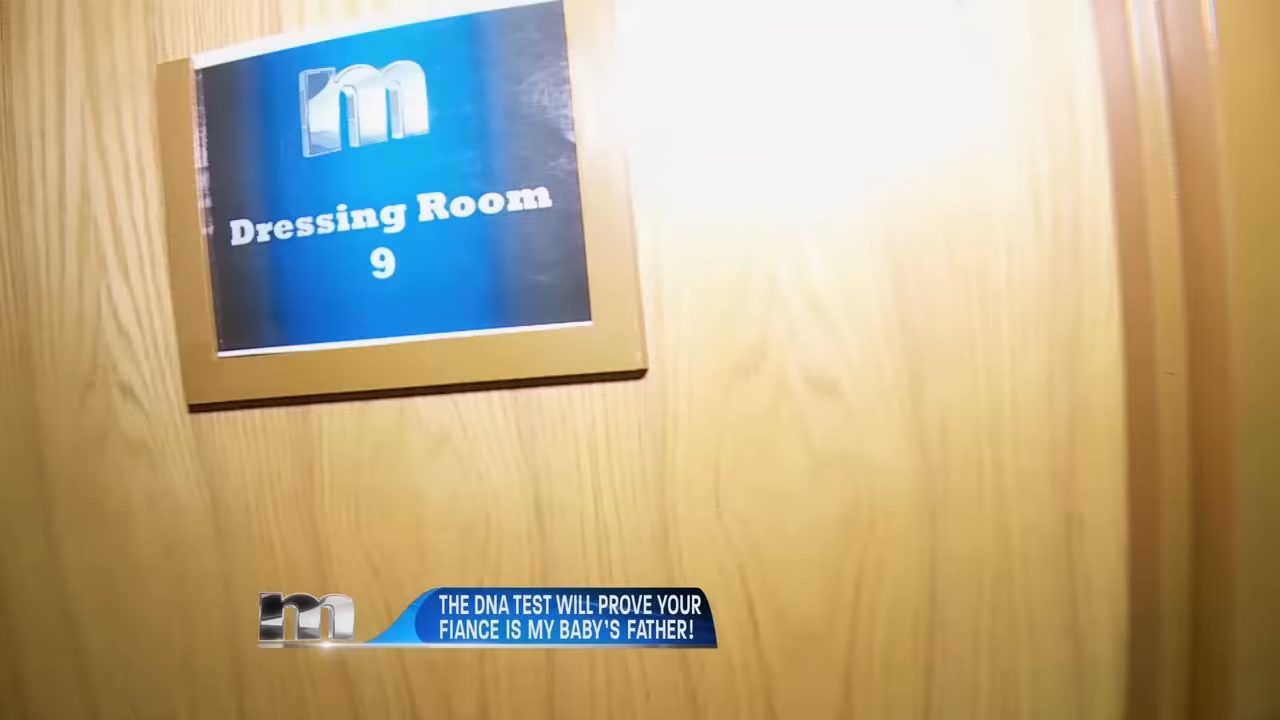 m
Dressing Room
9
m
THE DNA TEST WILL PROVE YOUR
FIANCE IS MY BABY'S FATHER!